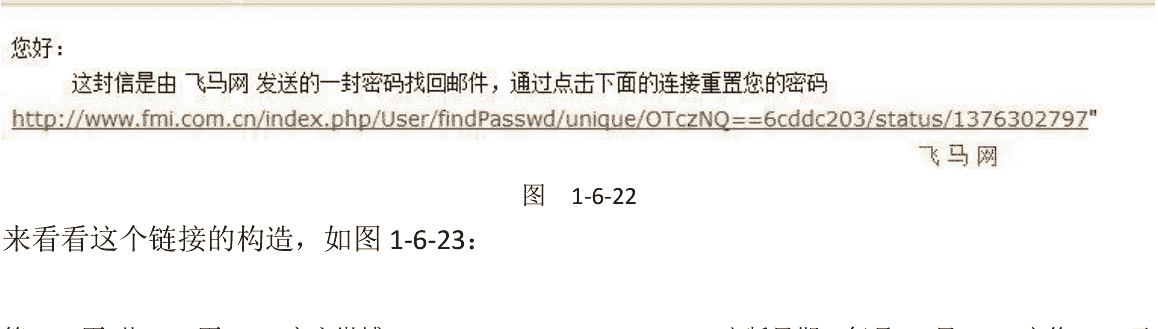 您好：
这封信是由 飞马网 发送的一封密码找回邮件，通过点击下面的连接重置您的密码
http://www.fmi.com.cn/index.php/User/findPasswd/unique/OTczNQ==6cddc203/status/1376302797"
飞 马 网
图 1-6-22
来看看这个链接的构造，如图 1-6-23：